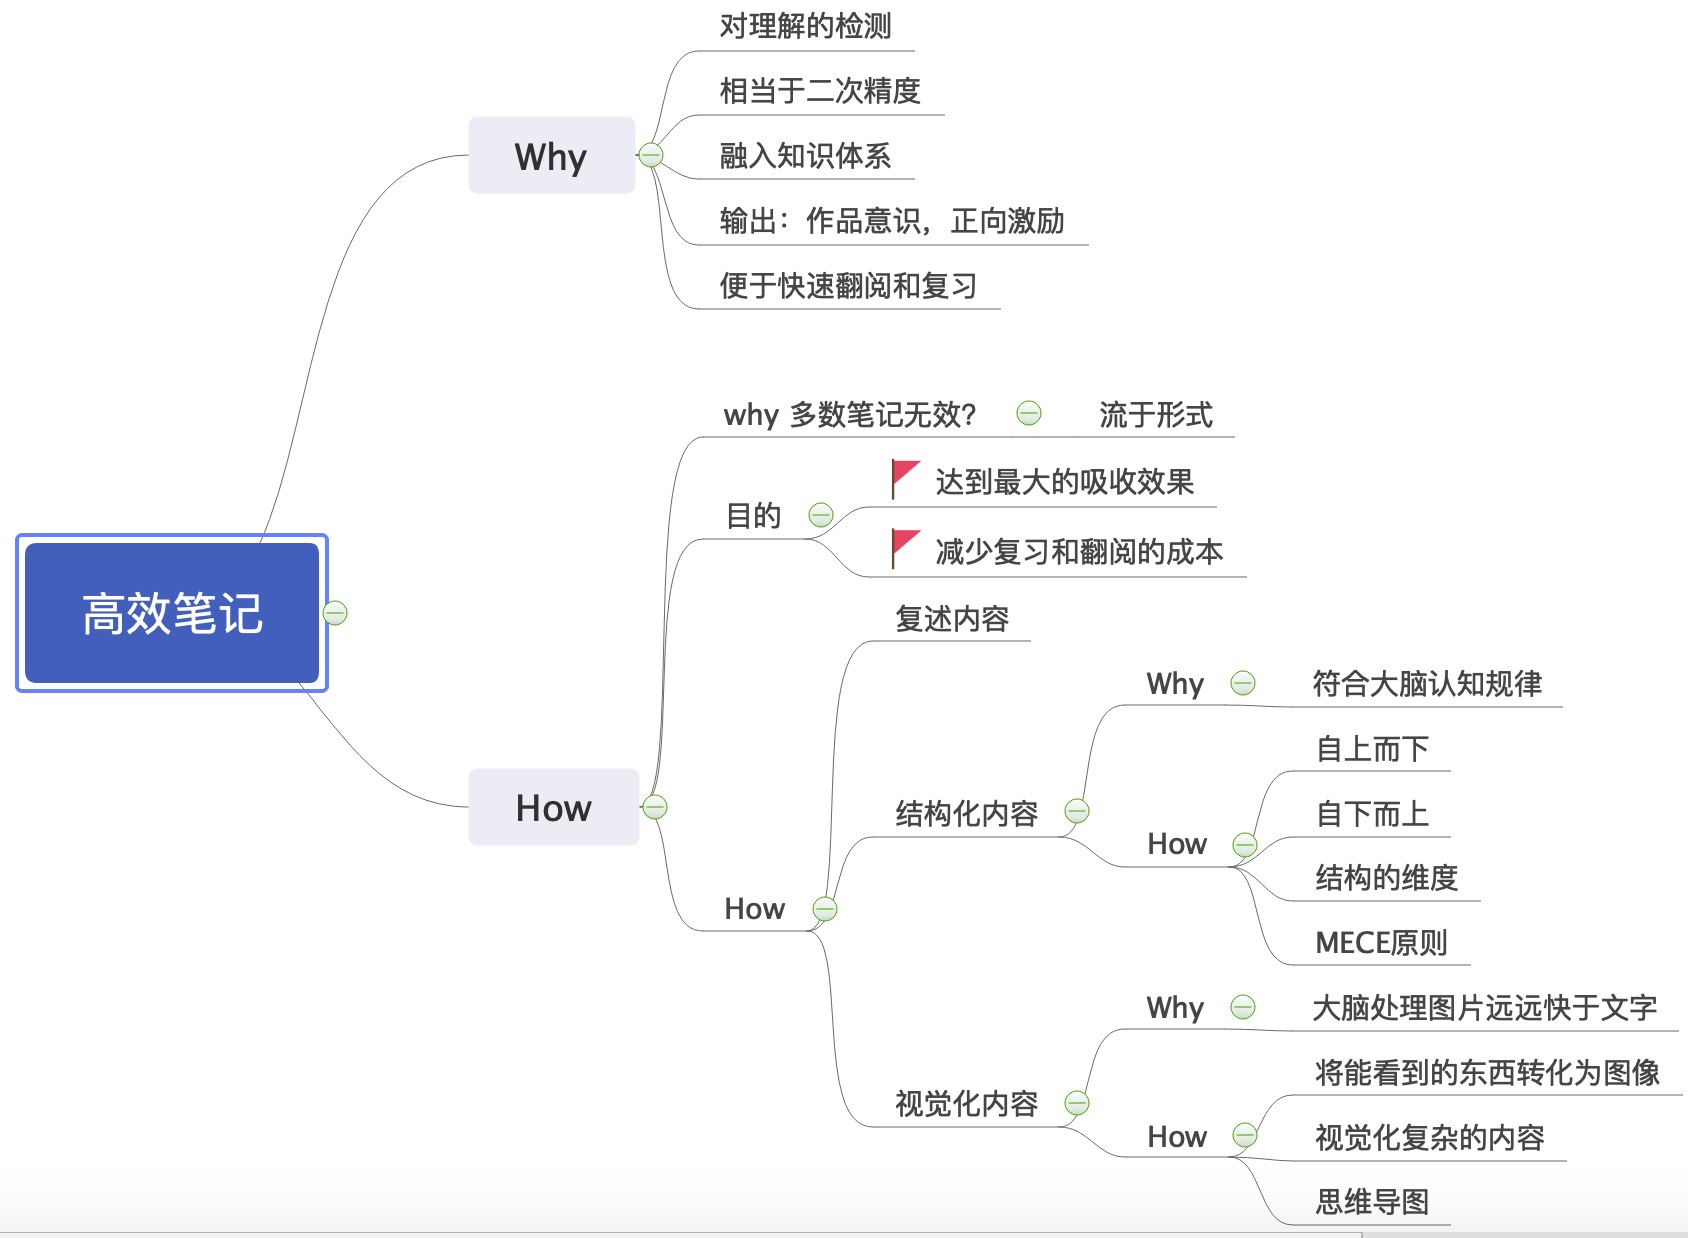 高效笔记
Why
对理解的检测
相当于二次精度
融入知识体系
输出：作品意识，正向激励
便于快速翻阅和复习
How
why 多数笔记无效？
流于形式
目的
达到最大的吸收效果
减少复习和翻阅的成本
How
复述内容
结构化内容
Why
符合大脑认知规律
How
自上而下
自下而上
结构的维度
MECE原则
视觉化内容
Why
大脑处理图片远远快于文字
How
将能看到的东西转化为图像
视觉化复杂的内容
思维导图